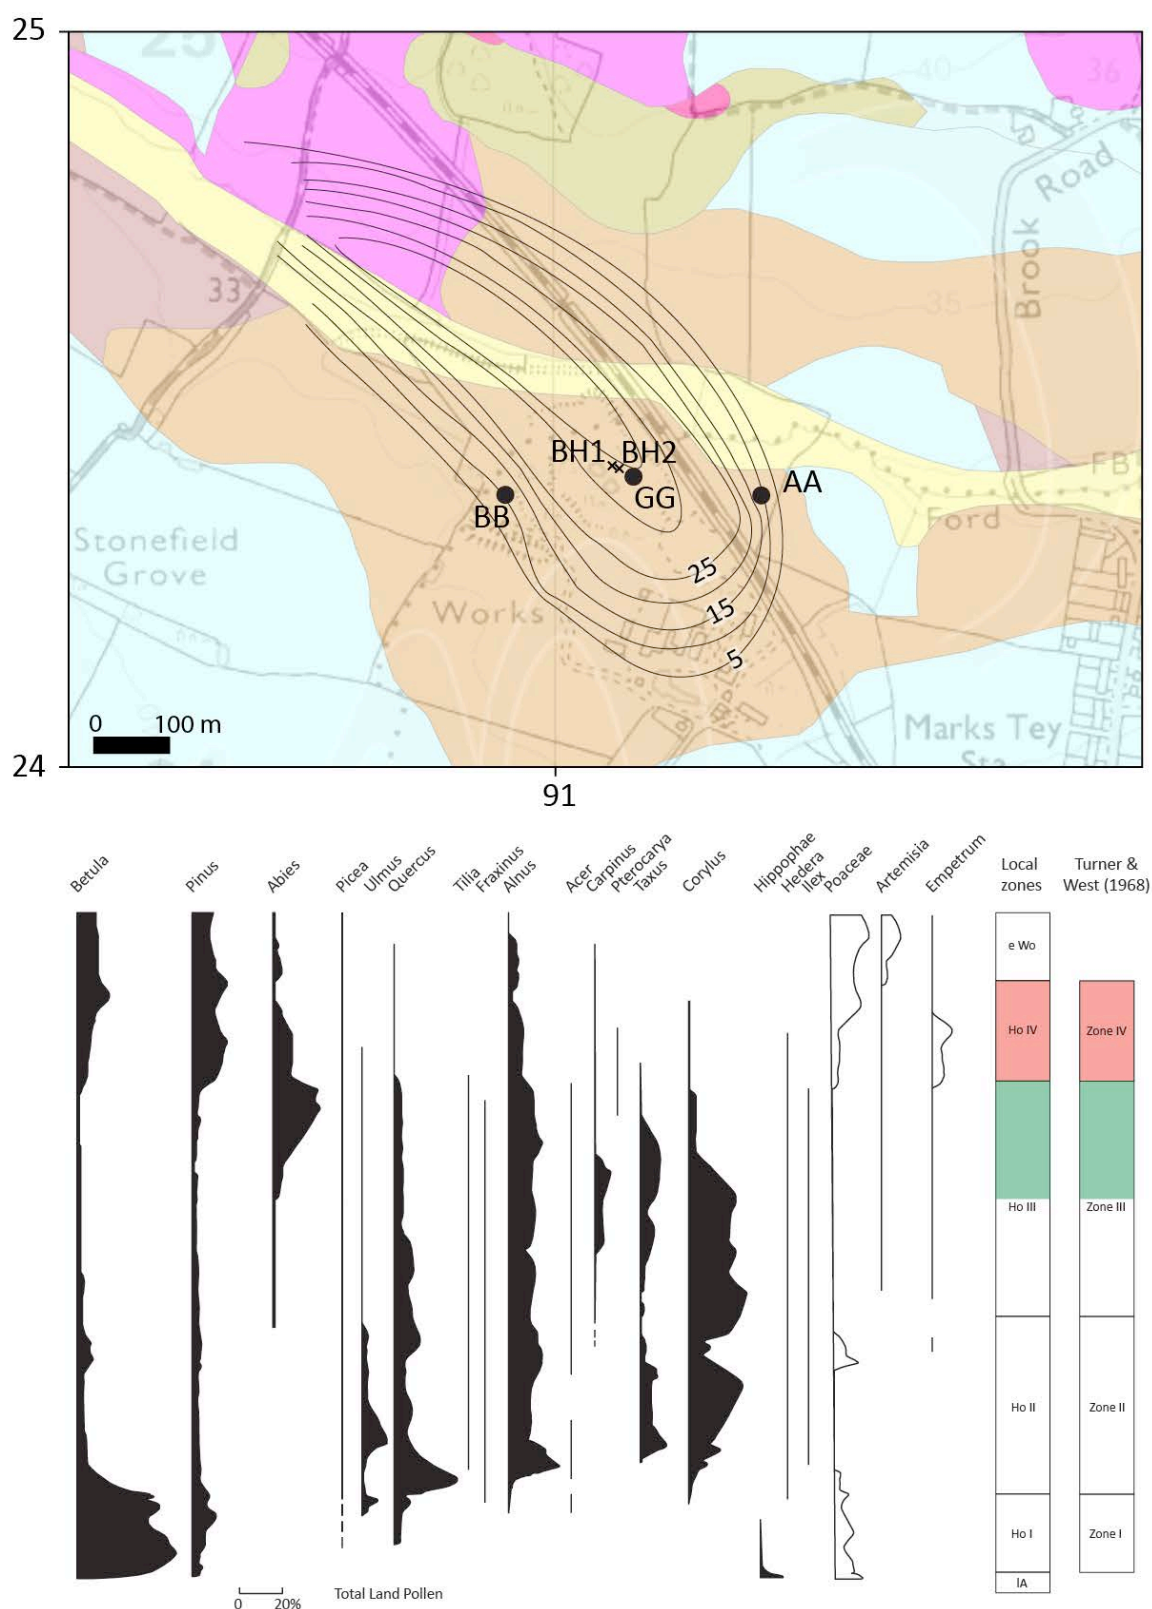 25
25
40
36
Road
Brook
33
35
BH1 BH2
AA
GG
BB
FB
Ford
Stonefield
Grove
Works
25
15
5
0 100 m
Marks Tey
Sta
24
91
Betula
Pinus
Abies
Picea
Ulmus
Quercus
Tilia
Fraxinus
Alnus
Acer
Carpinus
Pterocarya
Taxus
Corylus
Hippophae
Hedera
Ilex
Poaceae
Artemisia
Empetrum
Local
zones
Turner &
West (1968)
e Wo
Ho IV
Zone IV
Ho III
Zone III
Ho II
Zone II
Ho I
Zone I
lA
Total Land Pollen
0 20%